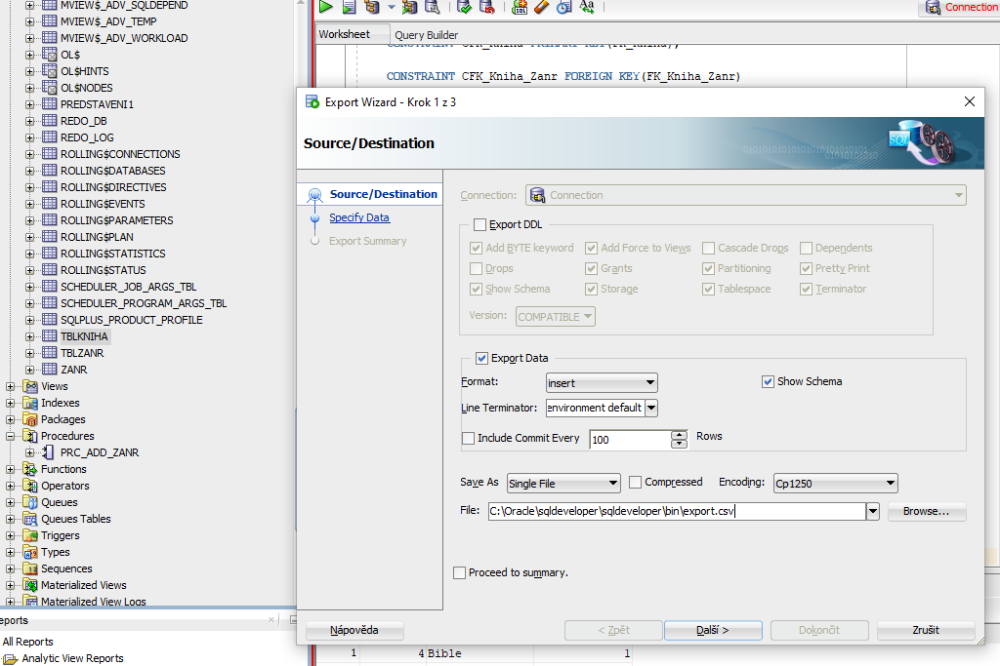 MVIEW$_ADV_SQLDEPEND
MVIEW$_ADV_TEMP
MVIEW$_ADV_WORKLOAD
OL$
OL$HINTS
OL$NODES
PREDSTAVENI1
REDO_DB
REDO_LOG
ROLLING$CONNECTIONS
ROLLING$DATABASES
ROLLING$DIRECTIVES
ROLLING$EVENTS
ROLLING$PARAMETERS
ROLLING$PLAN
ROLLING$STATISTICS
ROLLING$STATUS
SCHEDULER_JOB_ARGS_TBL
SCHEDULER_PROGRAM_ARGS_TBL
SQLPLUS_PRODUCT_PROFILE
TBLKNIHA
TBLZANR
ZANR
Views
Indexes
Packages
Procedures
PRC_ADD_ZANR
Functions
Operators
Queues
Queues Tables
Triggers
Types
Sequences
Materialized Views
Materialized View Logs
eports
All Reports
Analytic View Reports
Connection
Worksheet Query Builder
CONSTRAINT CFK_Kniha_Zanr FOREIGN KEY(FK_Kniha_Zanr)
Export Wizard - Krok 1 z 3
Source/Destination
SQL
Source/Destination
Specify Data
Export Summary
Connection: Connection
Export DDL
Add BYTE keyword Add Force to Views Cascade Drops Dependents
Drops Grants Partitioning Pretty Print
Show Schema Storage Tablespace Terminator
Version: COMPATIBLE
Export Data
Format: insert Show Schema
Line Terminator: environment default
Include Commit Every 100 Rows
Save As Single File Compressed Encoding: Cp1250
File: C:\Oracle\sqldeveloper\sqldeveloper\bin\export.csv Browse...
Proceed to summary.
Nápověda < Zpět Další > Dokončit Zrušit
1 4 Bible 1